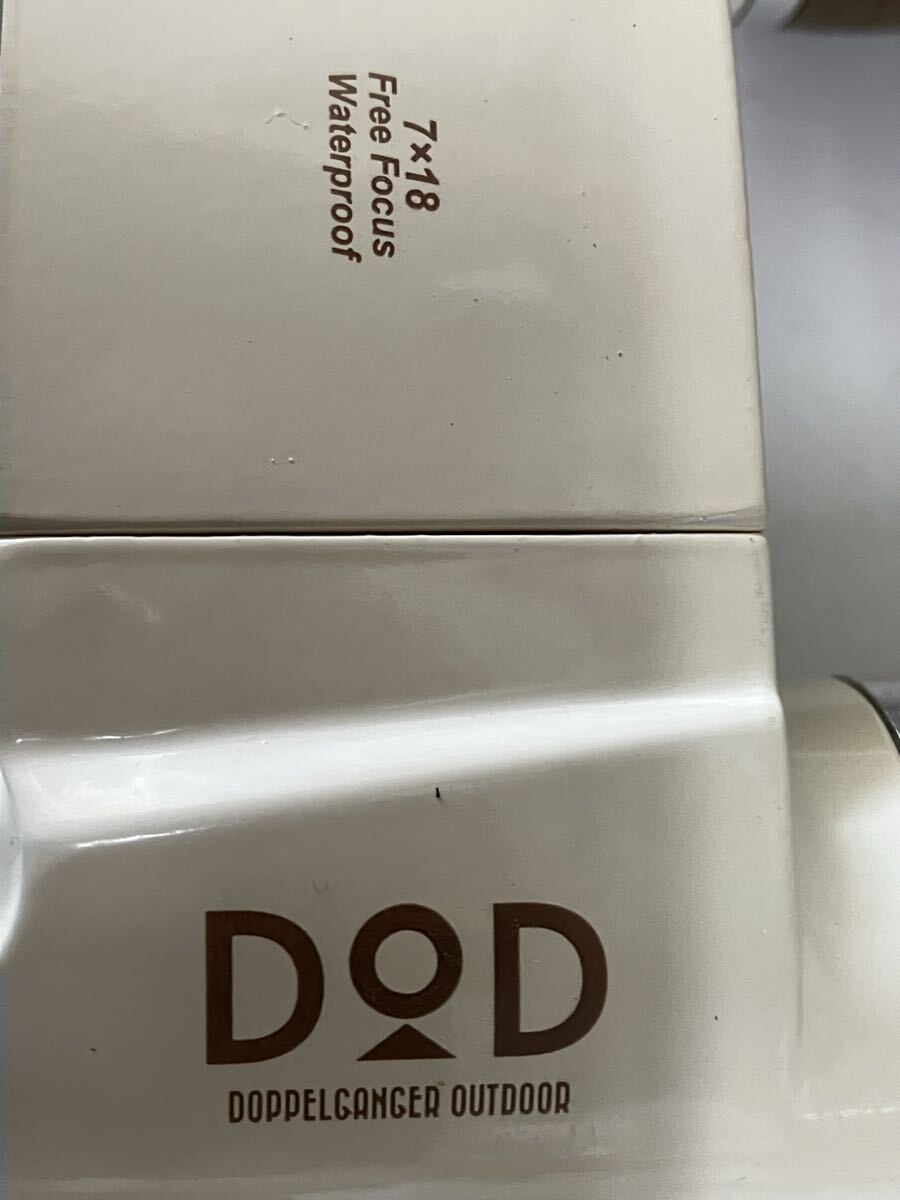 7×18
Free Focus
Waterproof
DOD
DOPPELGANGER OUTDOOR